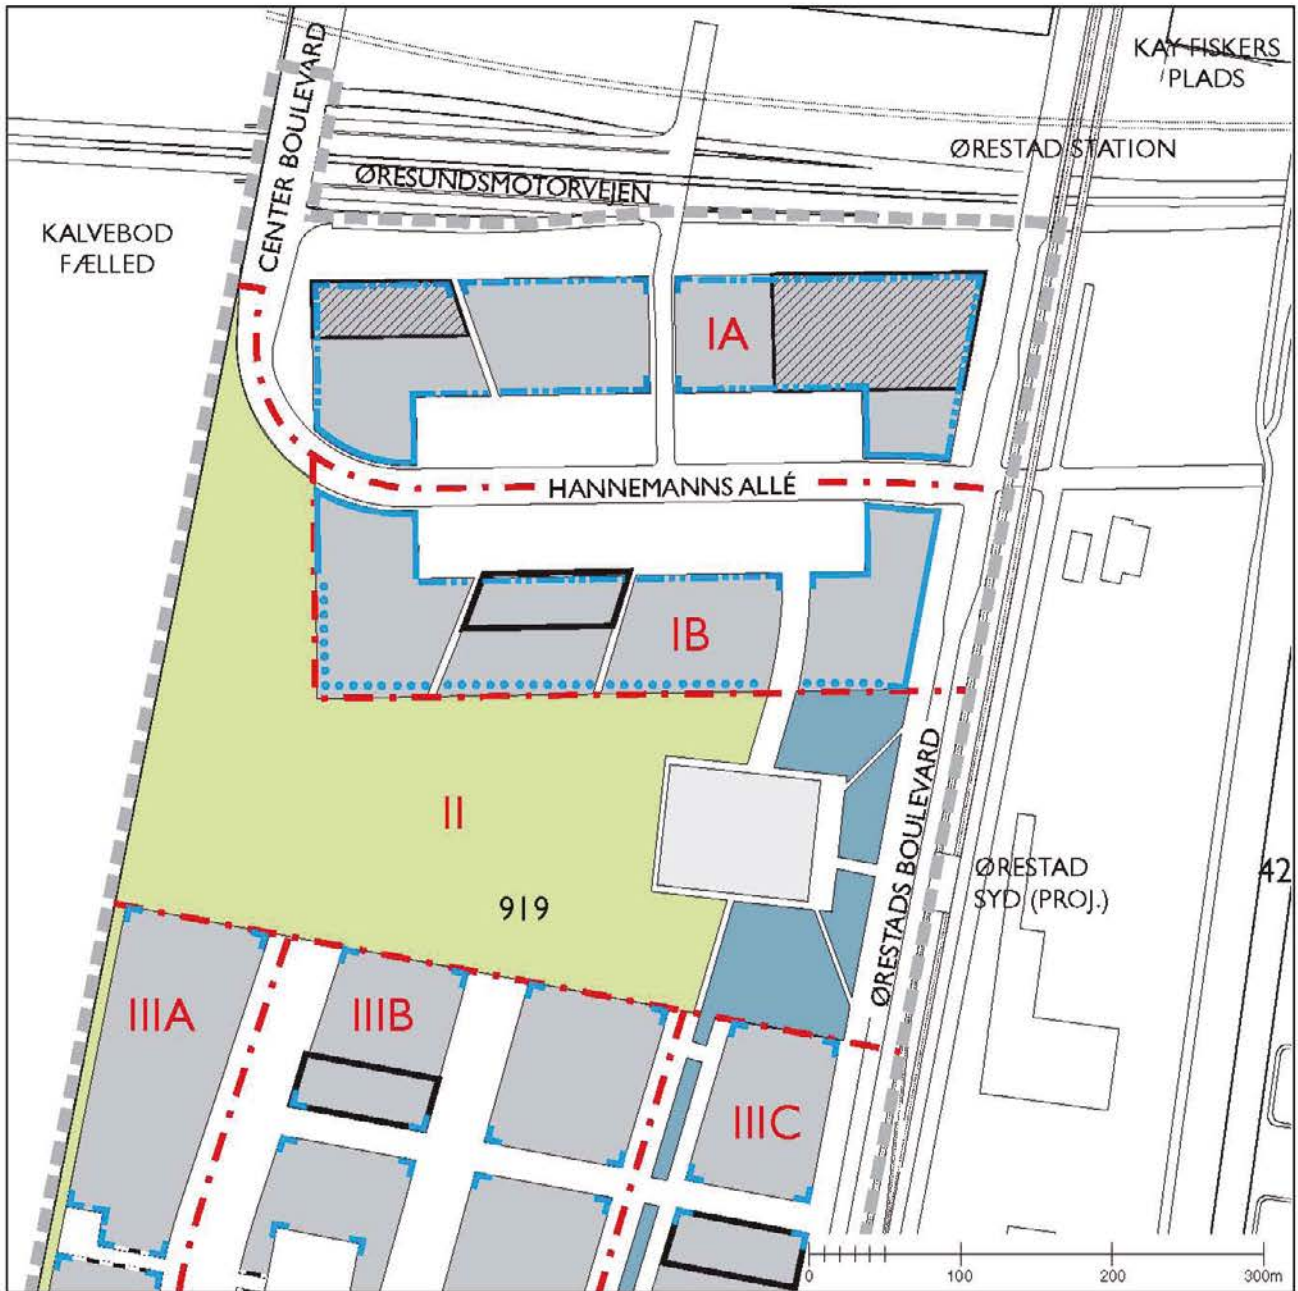 CENTER BOULEVARD
KAY FISKERS
PLADS
ØRESTAD STATION
ØRESUNDSMOTORVEJEN
KALVEBOD
FÆLLED
IA
HANNEMANNS ALLÉ
IB
II
ØRESTADS BOULEVARD
ØRESTAD
SYD (PROJ.)
42
919
IIIA
IIIB
IIIC
0
100
200
300m